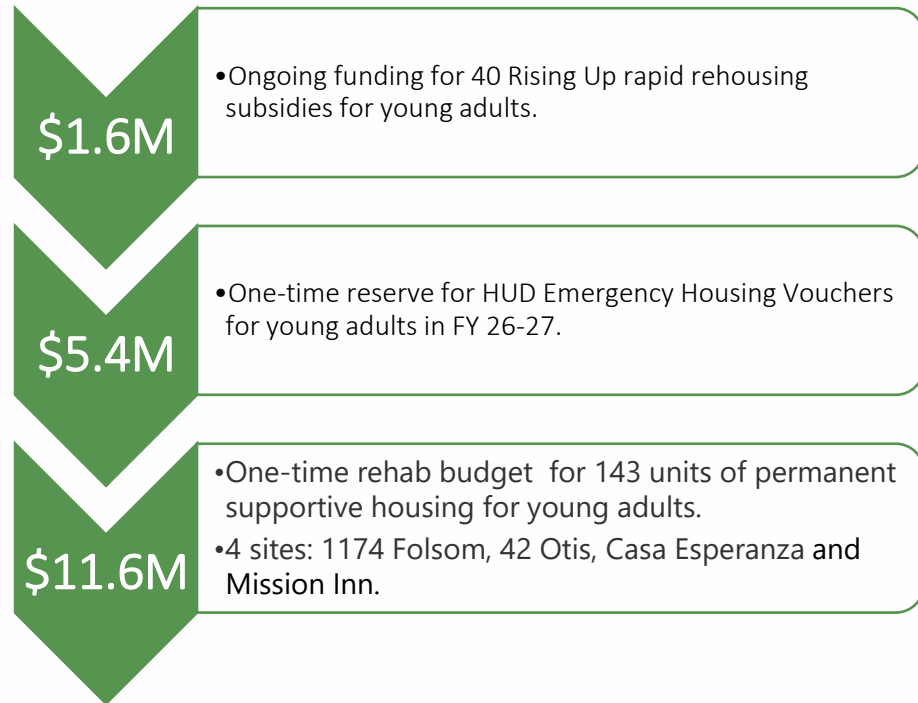 $1.6M
•Ongoing funding for 40 Rising Up rapid rehousing
subsidies for young adults.
$5.4M
•One-time reserve for HUD Emergency Housing Vouchers
for young adults in FY 26-27.
$11.6M
•One-time rehab budget  for 143 units of permanent
supportive housing for young adults.
•4 sites: 1174 Folsom, 42 Otis, Casa Esperanza and
Mission Inn.